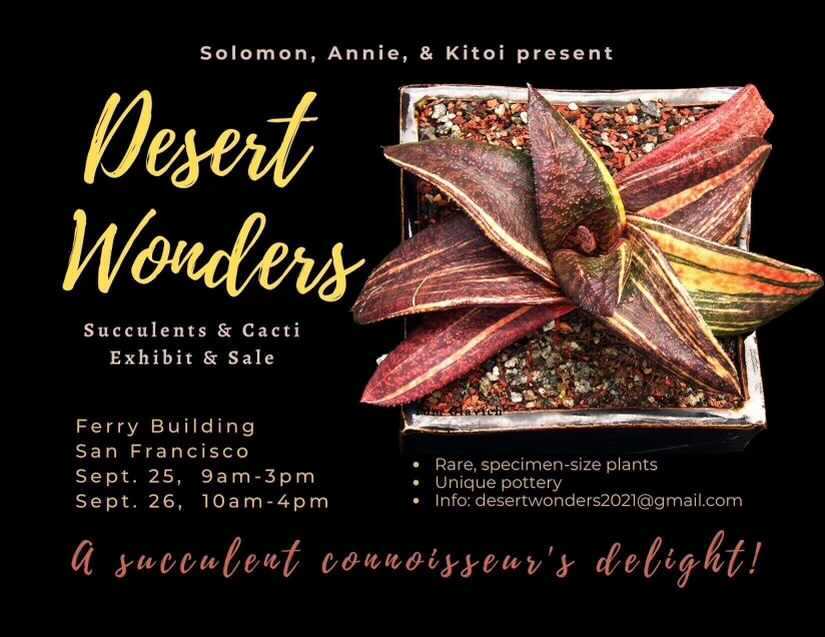 Solomon, Annie, & Kitoi present
Desert
Wonders
Succulents & Cacti
Exhibit & Sale
Ferry Building
San Francisco
Sept. 25, 9am-3pm
Sept. 26, 10am-4pm
• Rare, specimen-size plants
• Unique pottery
• Info: desertwonders2021@gmail.com
A succulent connoisseur's delight!